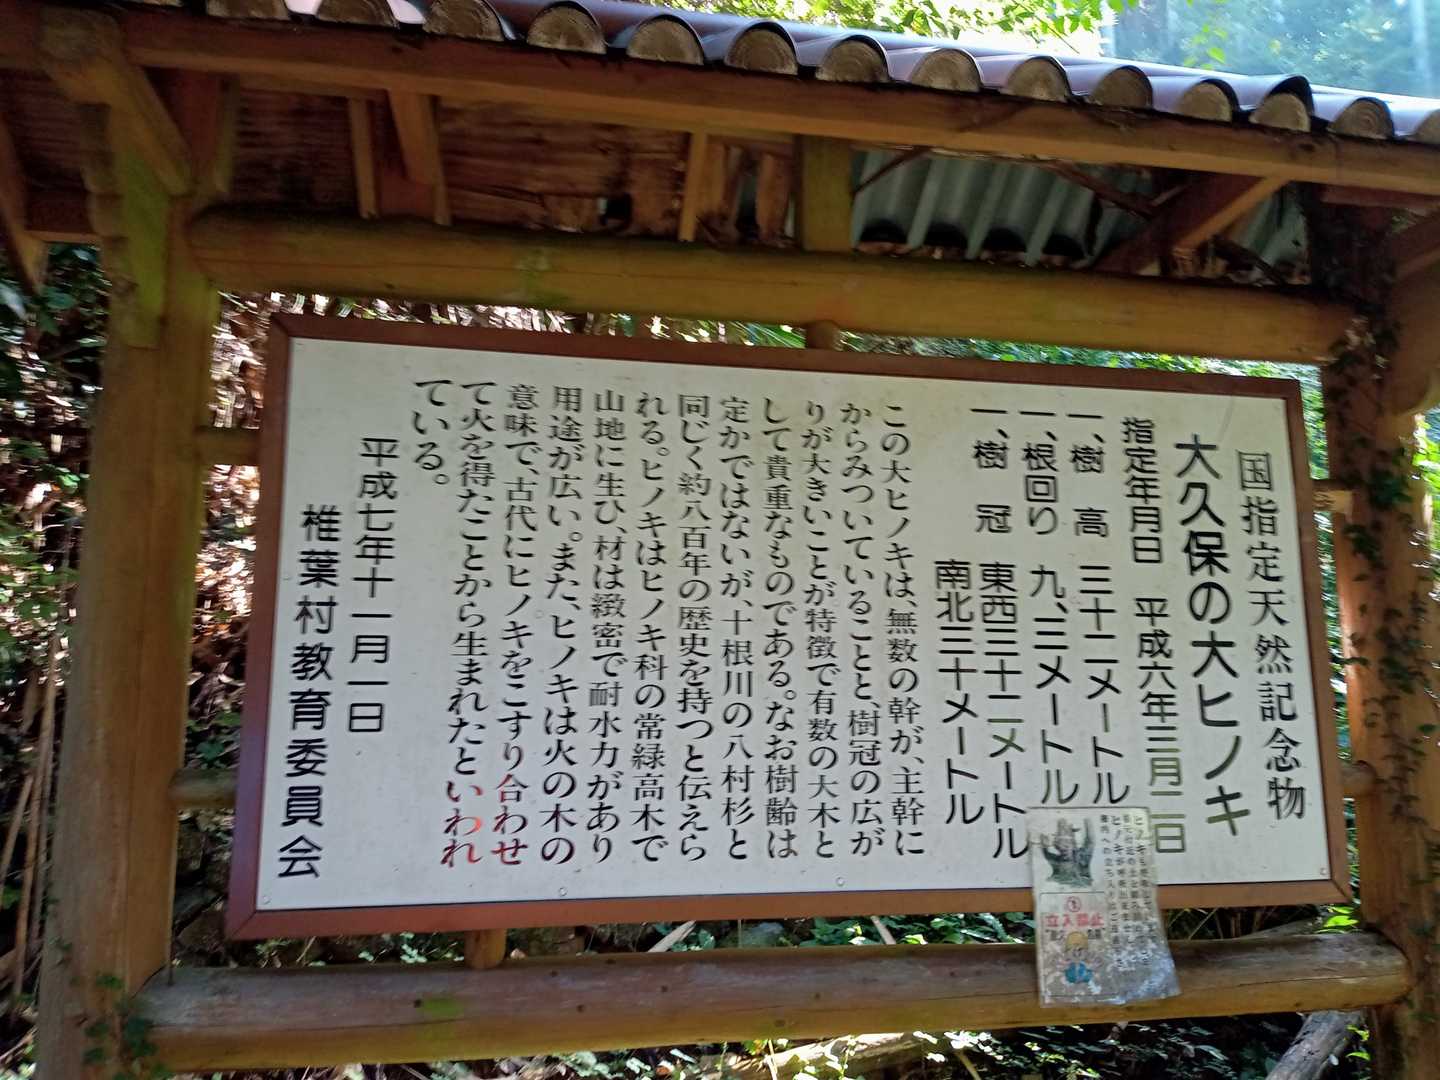 国指定天然記念物
大久保の大ヒノキ
指定年月日 平成六年三月二日
一、樹 高 三十二メートル
一、根回り 九、三メートル
一、樹 冠 東西三十二メートル
南北三十メートル
この大ヒノキは、無数の幹が、主幹に
からみついていることと、樹冠の広が
りが大きいことが特徴で有数の大木と
して貴重なものである。なお樹齢は
定かではないが、十根川の八村杉と
同じく約八百年の歴史を持つと伝えら
れる。ヒノキはヒノキ科の常緑高木で
山地に生ひ、材は緻密で耐水力があり
用途が広い。また、ヒノキは火の木の
意味で、古代にヒノキをこすり合わせ
て火を得たことから生まれたといわれ
ている。
平成七年十一月一日
椎葉村教育委員会
立入禁止